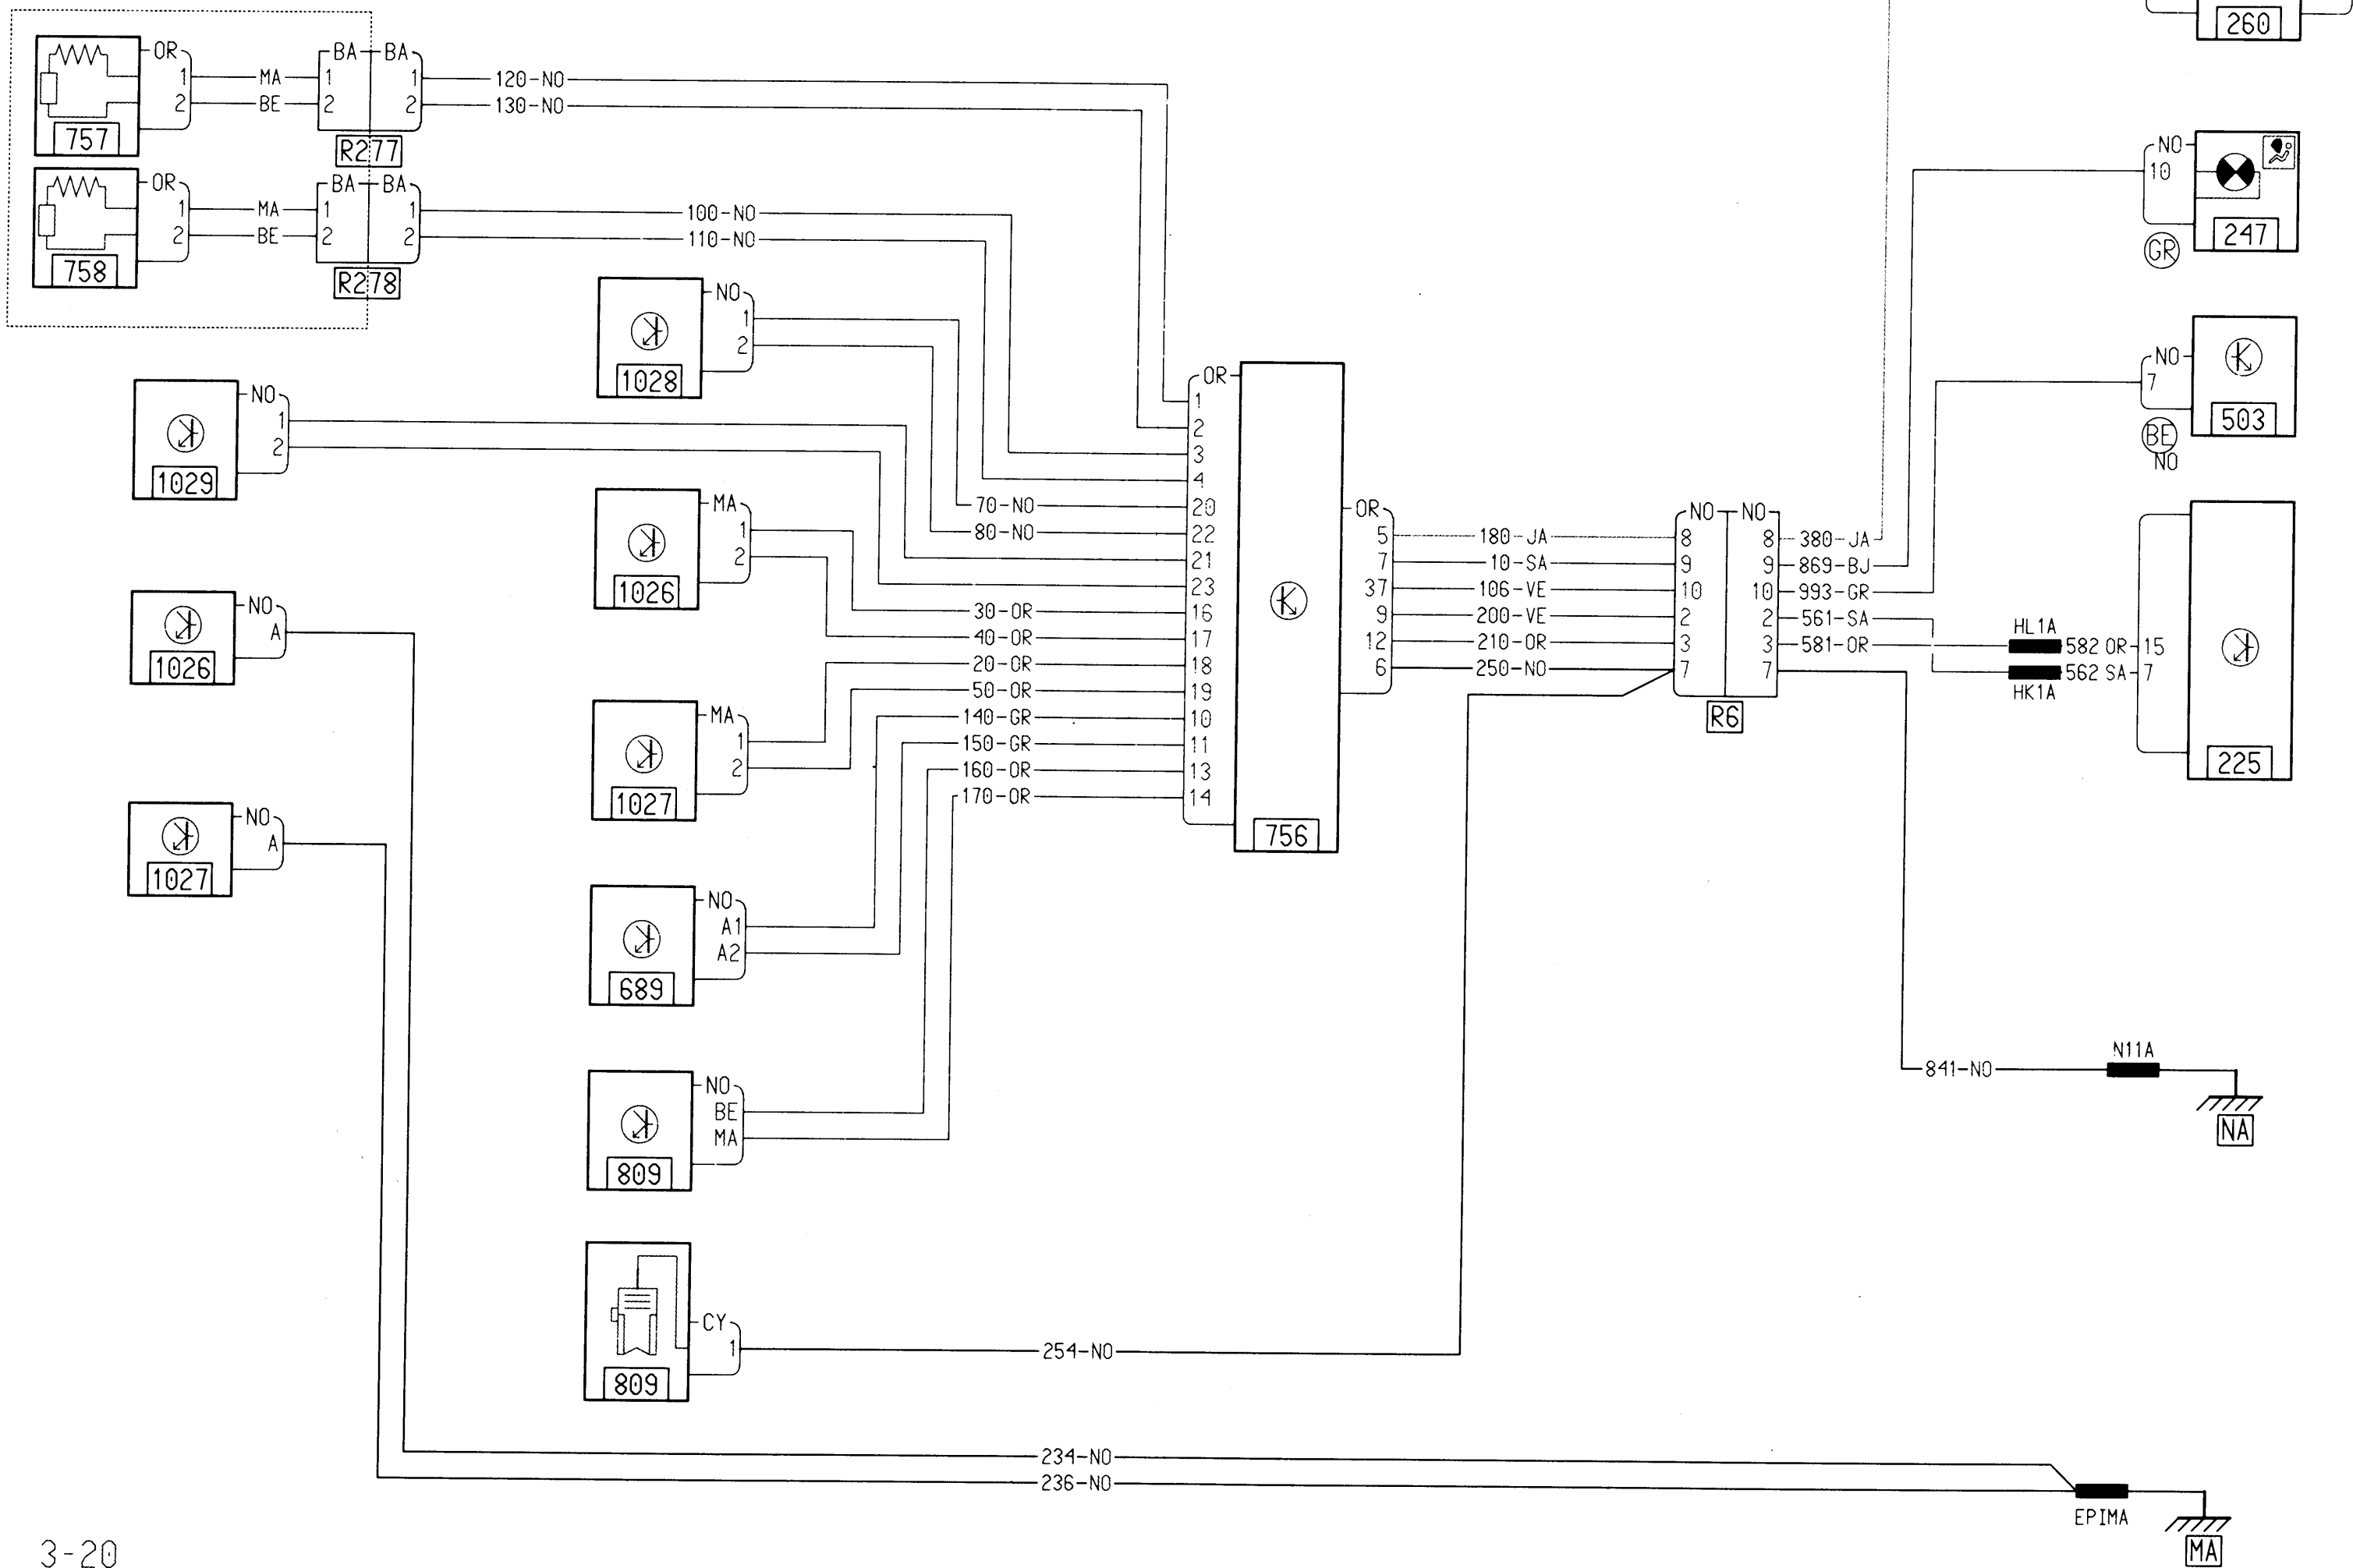 260
OR
1
2
MA
BE
BA BA
1 1
2 2
120-NO
130-NO
757
R277
OR
1
2
MA
BE
BA BA
1 1
2 2
100-NO
110-NO
758
R278
NO
10
247
GR
NO
1
2
1028
NO
7
503
BE
NO
NO
1
2
1029
OR
1
2
3
4
70-NO 20
80-NO 22
21
23
30-OR 16
40-OR 17
20-OR 18
50-OR 19
140-GR 10
150-GR 11
160-OR 13
170-OR 14
756
MA
1
2
1026
NO
A
1026
MA
1
2
1027
NO
A
1027
OR
5 180-JA 8
7 10-SA 9
37 106-VE 10
9 200-VE 2
12 210-OR 3
6 250-NO 7
NO NO
8 380-JA
9 869-BJ
10 993-GR
2 561-SA
3 581-OR
7
R6
HL1A
582 OR 15
562 SA 7
HK1A
225
NO
A1
A2
689
NO
BE
MA
809
841-NO
N11A
NA
CY
1
254-NO
809
234-NO
236-NO
EPIMA
MA
3-20